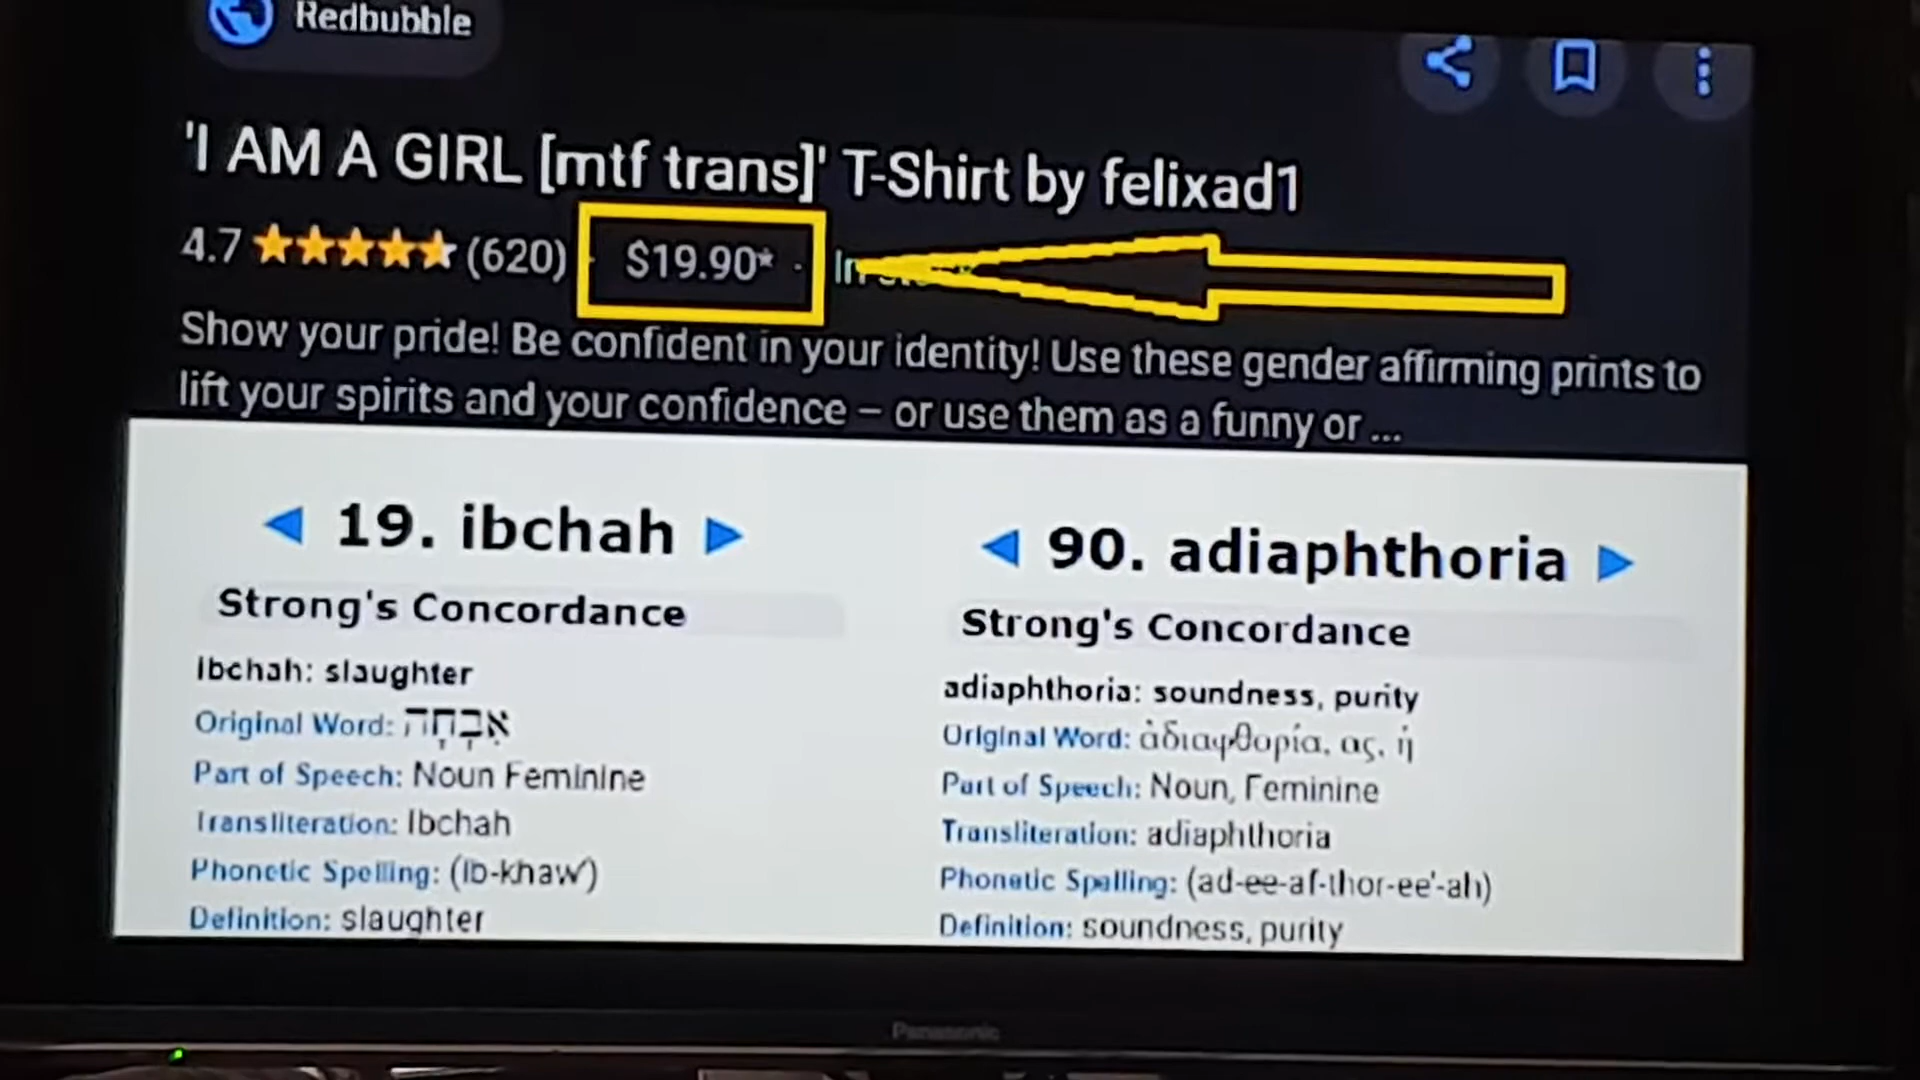 Redbubble
'I AM A GIRL [mtf trans]' T-Shirt by felixad1
4.7 (620) · $19.90* · In
Show your pride! Be confident in your identity! Use these gender affirming prints to
lift your spirits and your confidence – or use them as a funny or ...
19. ibchah
Strong's Concordance
ibchah: slaughter
Original Word: אִבְחָה
Part of Speech: Noun Feminine
Transliteration: ibchah
Phonetic Spelling: (ib-khaw')
Definition: slaughter
90. adiaphthoria
Strong's Concordance
adiaphthoria: soundness, purity
Original Word: ἀδιαφθορία, ας, ἡ
Part of Speech: Noun, Feminine
Transliteration: adiaphthoria
Phonetic Spelling: (ad-ee-af-thor-ee'-ah)
Definition: soundness, purity
Panasonic